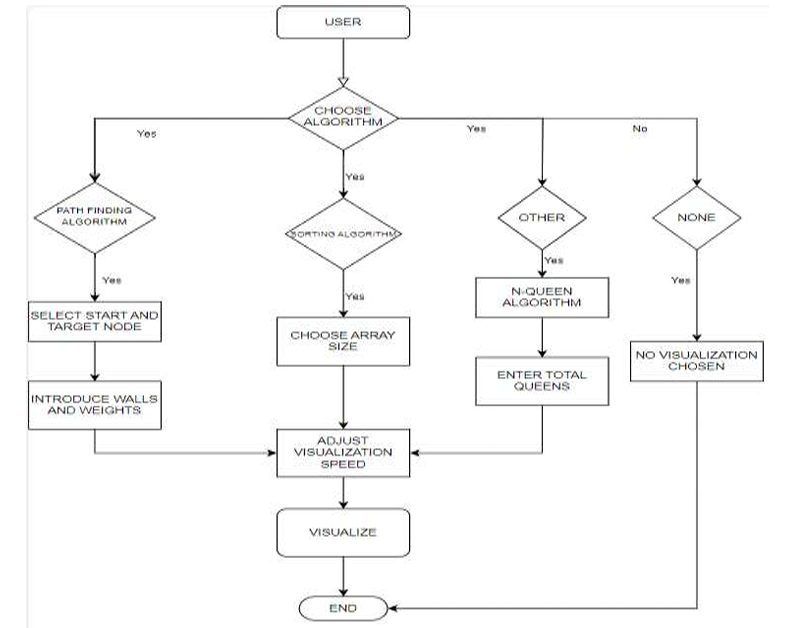 USER
CHOOSE
ALGORITHM
Yes
Yes
No
Yes
PATH FINDING
ALGORITHM
SORTING ALGORITHM
OTHER
NONE
Yes
Yes
Yes
Yes
SELECT START AND
TARGET NODE
CHOOSE ARRAY
SIZE
N-QUEEN
ALGORITHM
NO VISUALIZATION
CHOSEN
INTRODUCE WALLS
AND WEIGHTS
ENTER TOTAL
QUEENS
ADJUST
VISUALIZATION
SPEED
VISUALIZE
END